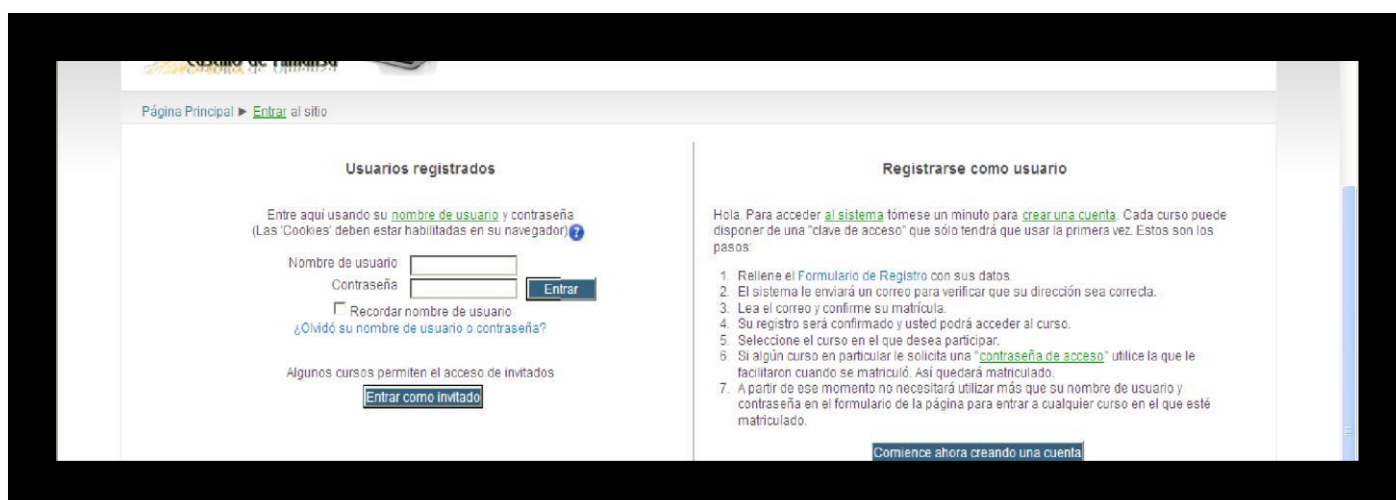 Página Principal ► Entrar al sitio
Usuarios registrados
Entre aquí usando su nombre de usuario y contraseña
(Las 'Cookies' deben estar habilitadas en su navegador)?
Nombre de usuario
Contraseña
Entrar
Recordar nombre de usuario
¿Olvidó su nombre de usuario o contraseña?
Algunos cursos permiten el acceso de invitados
Entrar como invitado
Registrarse como usuario
Hola. Para acceder al sistema tómese un minuto para crear una cuenta. Cada curso puede
disponer de una "clave de acceso" que sólo tendrá que usar la primera vez. Estos son los
pasos:
1. Rellene el Formulario de Registro con sus datos.
2. El sistema le enviará un correo para verificar que su dirección sea correcta.
3. Lea el correo y confirme su matrícula.
4. Su registro será confirmado y usted podrá acceder al curso.
5. Seleccione el curso en el que desea participar.
6. Si algún curso en particular le solicita una "contraseña de acceso" utilice la que le
facilitaron cuando se matriculó. Así quedará matriculado.
7. A partir de ese momento no necesitará utilizar más que su nombre de usuario y
contraseña en el formulario de la página para entrar a cualquier curso en el que esté
matriculado.
Comience ahora creando una cuenta